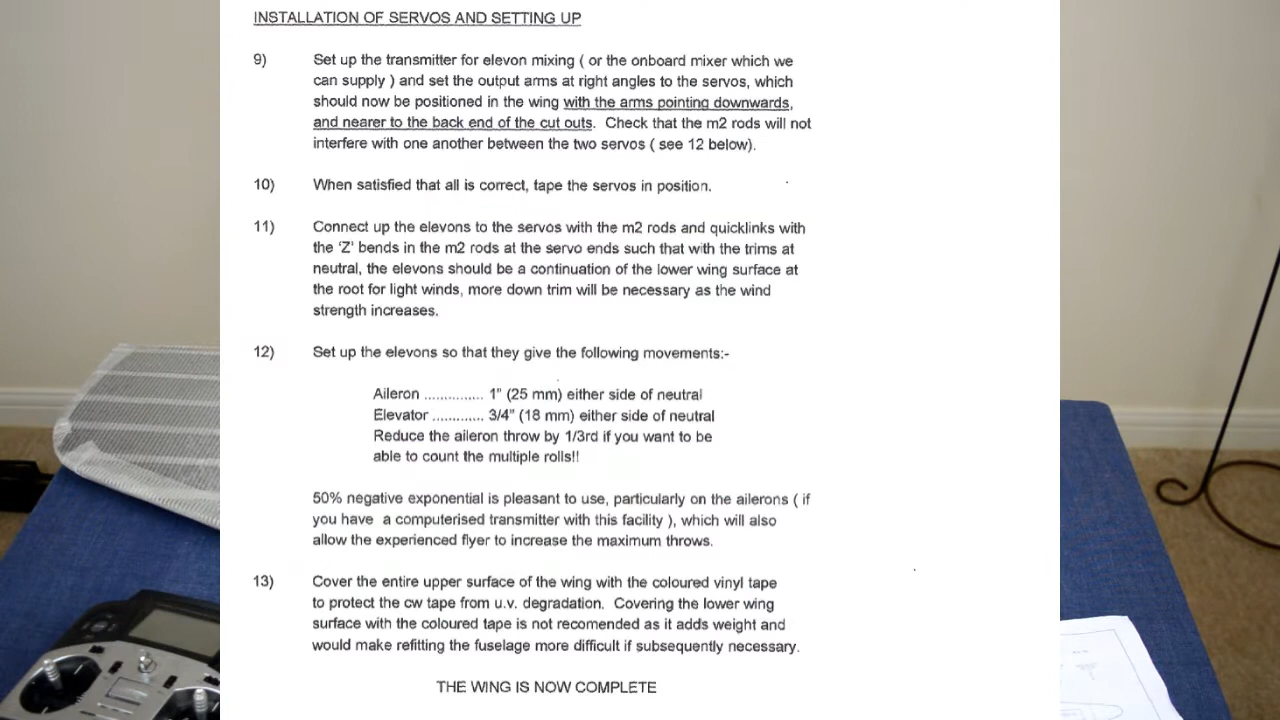 INSTALLATION OF SERVOS AND SETTING UP
9) Set up the transmitter for elevon mixing ( or the onboard mixer which we
can supply ) and set the output arms at right angles to the servos, which
should now be positioned in the wing with the arms pointing downwards,
and nearer to the back end of the cut outs. Check that the m2 rods will not
interfere with one another between the two servos ( see 12 below).
10) When satisfied that all is correct, tape the servos in position.
11) Connect up the elevons to the servos with the m2 rods and quicklinks with
the 'Z' bends in the m2 rods at the servo ends such that with the trims at
neutral, the elevons should be a continuation of the lower wing surface at
the root for light winds, more down trim will be necessary as the wind
strength increases.
12) Set up the elevons so that they give the following movements:-
Aileron .............. 1" (25 mm) either side of neutral
Elevator ............ 3/4" (18 mm) either side of neutral
Reduce the aileron throw by 1/3rd if you want to be
able to count the multiple rolls!!
50% negative exponential is pleasant to use, particularly on the ailerons ( if
you have a computerised transmitter with this facility ), which will also
allow the experienced flyer to increase the maximum throws.
13) Cover the entire upper surface of the wing with the coloured vinyl tape
to protect the cw tape from u.v. degradation. Covering the lower wing
surface with the coloured tape is not recomended as it adds weight and
would make refitting the fuselage more difficult if subsequently necessary.
THE WING IS NOW COMPLETE